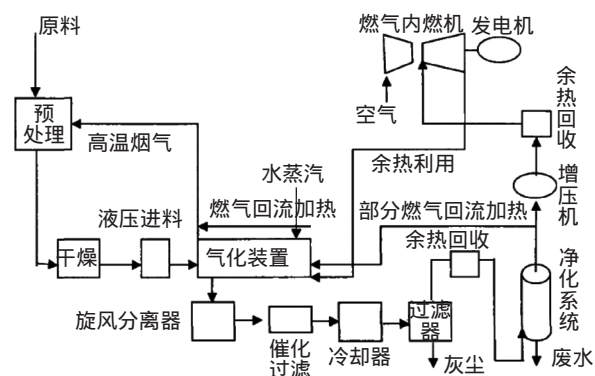 原料
燃气内燃机
发电机
预
处理
高温烟气
空气
余
热
回
收
余热利用
水蒸汽
增
压
机
液压进料
燃气回流加热
部分燃气回流加热
余热回收
干燥
气化装置
净
化
系
统
旋风分离器
催化
过滤
冷却器
过滤
器
灰尘
废水